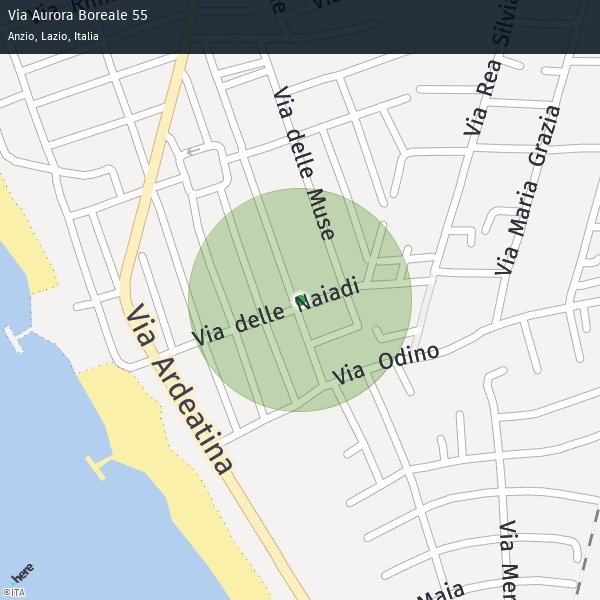 Via Aurora Boreale 55
Anzio, Lazio, Italia
Via Rea Silvia
Via delle Muse
Via Maria Grazia
Via delle Naiadi
Via Ardeatina
Via Odino
Via Mer
Maia
here
©ITA